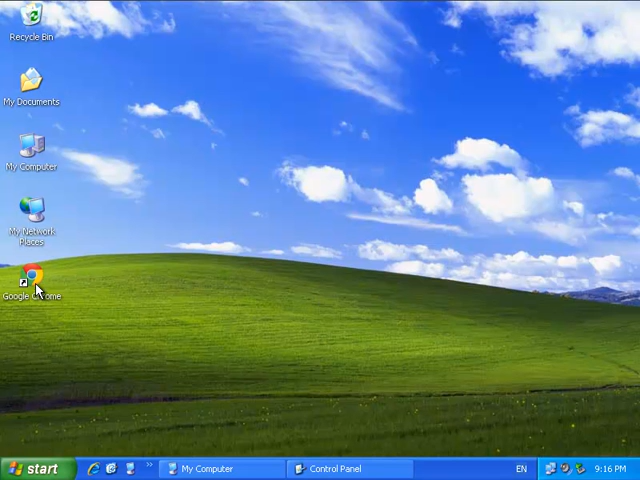 Recycle Bin
My Documents
My Computer
My Network
Places
Google Chrome
start
»
My Computer
Control Panel
EN
9:16 PM